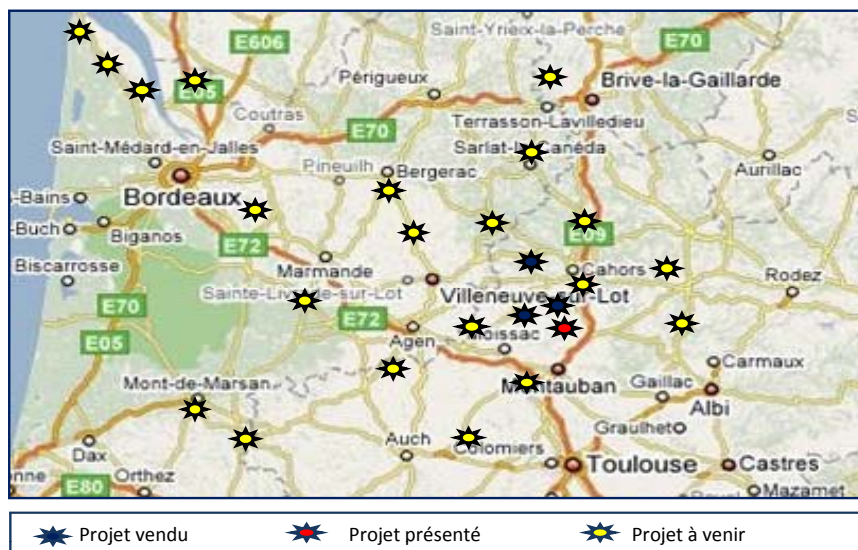 Saint-Yrieix-la-Perche
E606
E70
Périgueux
Brive-la-Gaillarde
E05
Coutras
Terrasson-Lavilledieu
E70
Saint-Médard-en-Jalles
Pineuilh
Bergerac
Sarlat-la-Canéda
Aurillac
Bordeaux
-Bains
-Buch
Biganos
E72
E09
Marmande
Cahors
Biscarrosse
Sainte-Livrade-sur-Lot
Villeneuve-sur-Lot
Rodez
E70
E72
E05
Agen
Moissac
Carmaux
Mont-de-Marsan
Montauban
Gaillac
Albi
Graulhet
Dax
Auch
Colomiers
Toulouse
Castres
onne
Orthez
E80
Mazamet
Projet vendu
Projet présenté
Projet à venir